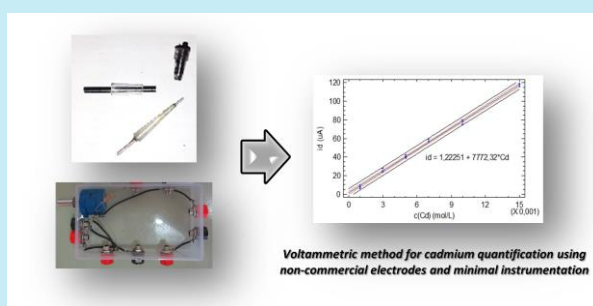 120
100
80
60
40
20
0
id (uA)
id = 1,22251 + 7772,32*Cd
0 3 6 9 12 15
(X 0,001)
c(Cd) (mol/L)
Voltammetric method for cadmium quantification using
non-commercial electrodes and minimal instrumentation